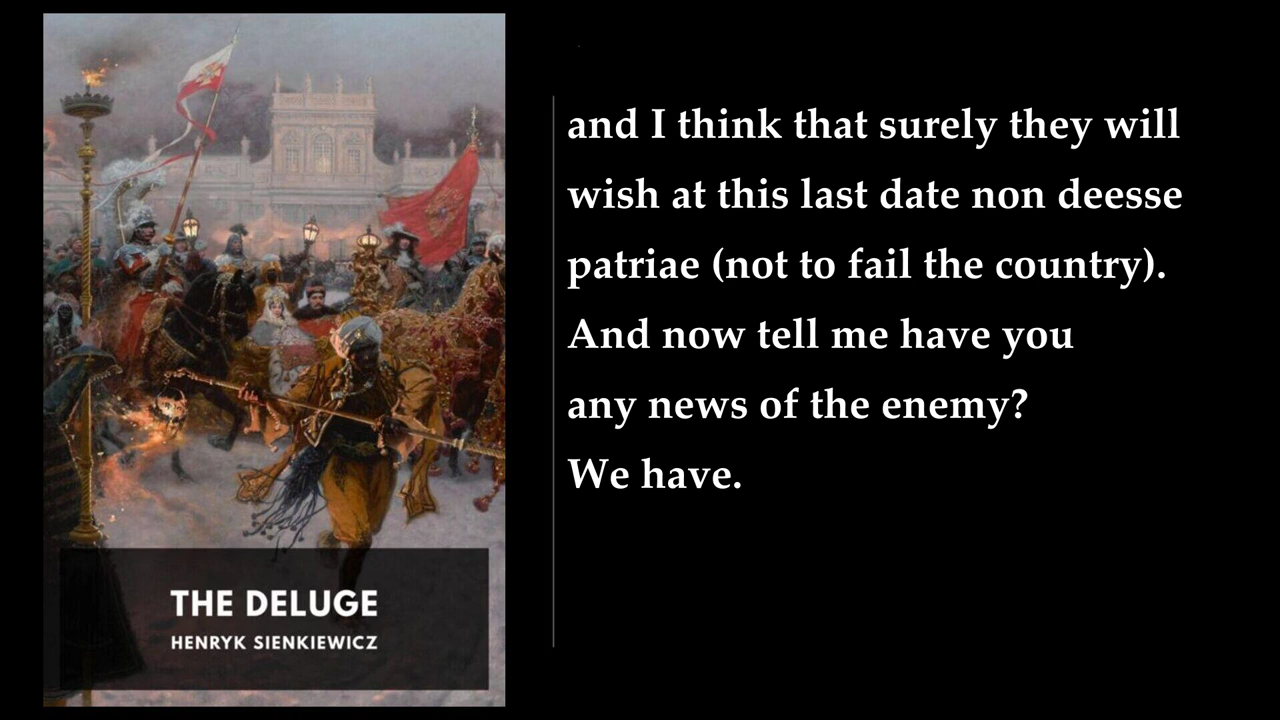 and I think that surely they will
wish at this last date non deesse
patriae (not to fail the country).
And now tell me have you
any news of the enemy?
We have.
THE DELUGE
HENRYK SIENKIEWICZ